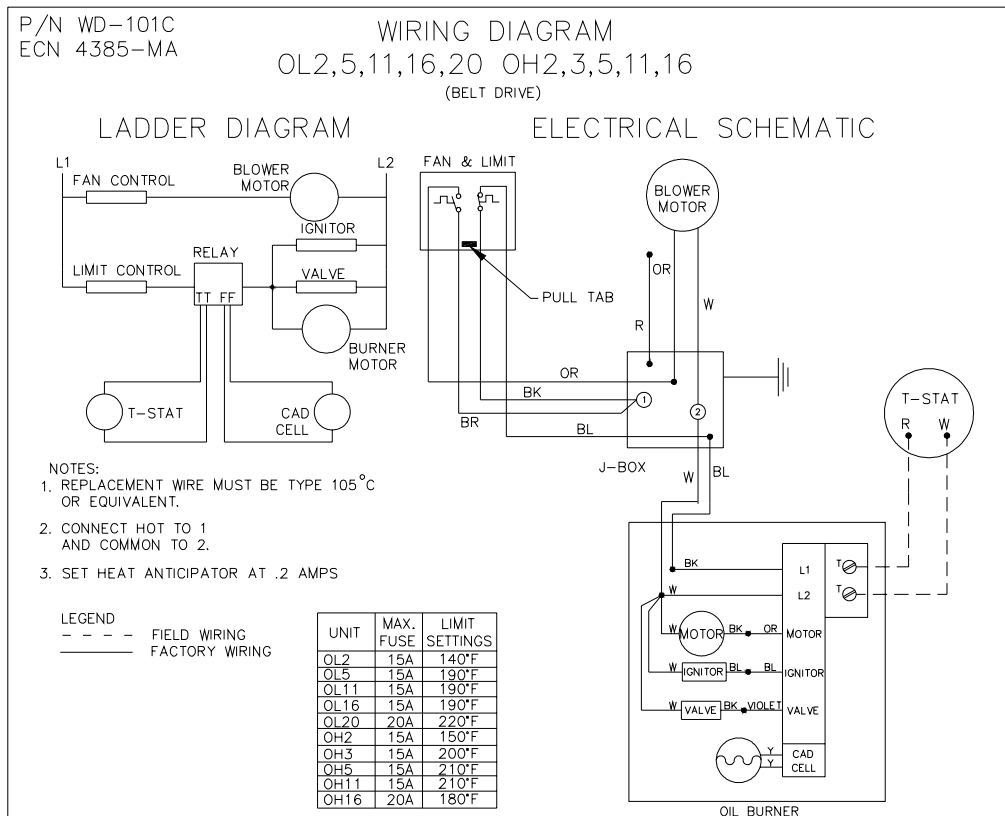 P/N WD-101C
ECN 4385-MA
WIRING DIAGRAM
OL2,5,11,16,20 OH2,3,5,11,16
(BELT DRIVE)
LADDER DIAGRAM
L1
L2
FAN CONTROL
BLOWER
MOTOR
IGNITOR
RELAY
LIMIT CONTROL
VALVE
TT FF
BURNER
MOTOR
T-STAT
CAD
CELL
ELECTRICAL SCHEMATIC
FAN & LIMIT
BLOWER
MOTOR
OR
PULL TAB
W
R
OR
BK
1
2
BR
BL
J-BOX
W
BL
T-STAT
R W
BK
L1
T
W
L2
T
W MOTOR BK OR MOTOR
W IGNITOR BL BL IGNITOR
W VALVE BK VIOLET VALVE
Y
Y
CAD
CELL
OIL BURNER
NOTES:
1. REPLACEMENT WIRE MUST BE TYPE 105°C
OR EQUIVALENT.
2. CONNECT HOT TO 1
AND COMMON TO 2.
3. SET HEAT ANTICIPATOR AT .2 AMPS
LEGEND
FIELD WIRING
FACTORY WIRING
UNIT MAX. FUSE LIMIT SETTINGS
OL2 15A 140°F
OL5 15A 190°F
OL11 15A 190°F
OL16 15A 190°F
OL20 20A 220°F
OH2 15A 150°F
OH3 15A 200°F
OH5 15A 210°F
OH11 15A 210°F
OH16 20A 180°F